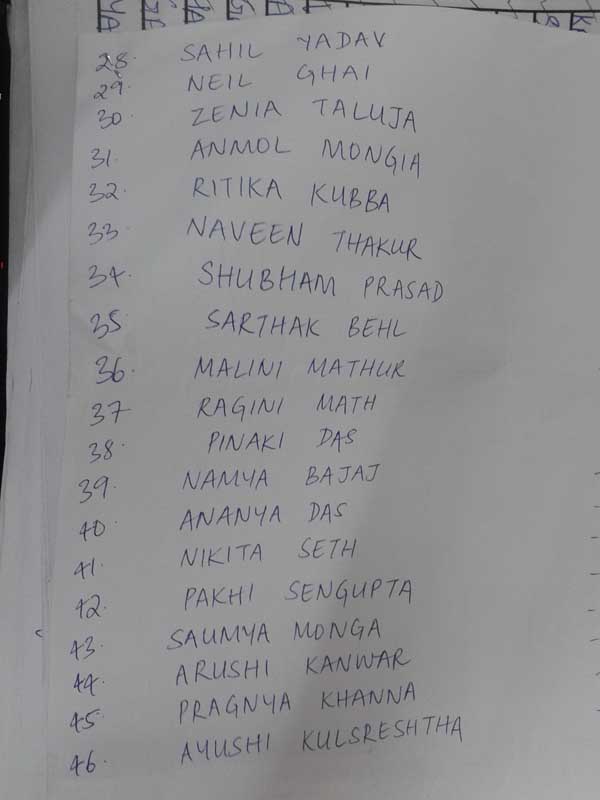 28. SAHIL YADAV
29. NEIL GHAI
30. ZENIA TALUJA
31. ANMOL MONGIA
32. RITIKA KUBBA
33. NAVEEN THAKUR
34. SHUBHAM PRASAD
35 SARTHAK BEHL
36. MALINI MATHUR
37 RAGINI MATH
38. PINAKI DAS
39. NAMYA BAJAJ
40 ANANYA DAS
41. NIKITA SETH
42. PAKHI SENGUPTA
43. SAUMYA MONGA
44. ARUSHI KANWAR
45 PRAGNYA KHANNA
46. AYUSHI KULSRESHTHA